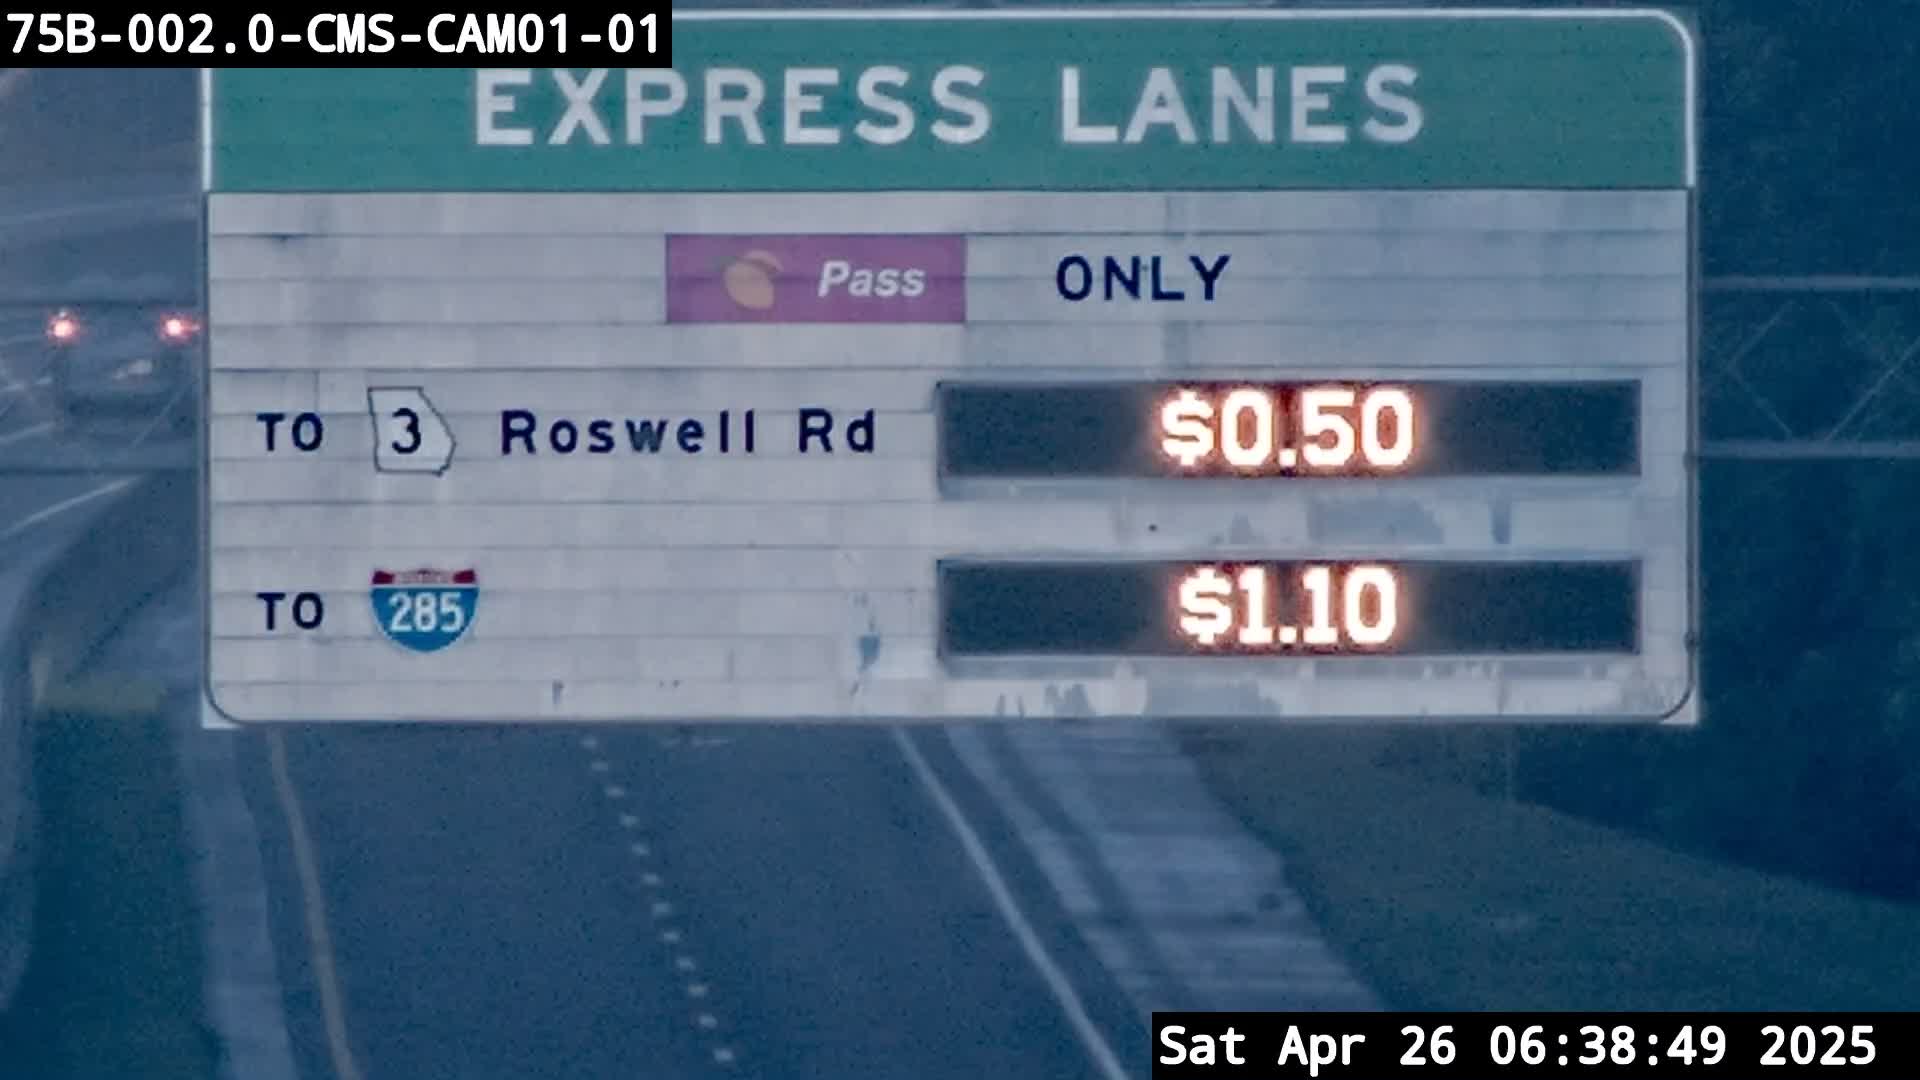 75B-002.0-CMS-CAM01-01
EXPRESS LANES
Pass ONLY
TO 3 Roswell Rd $0.50
TO 285 $1.10
Sat Apr 26 06:38:49 2025